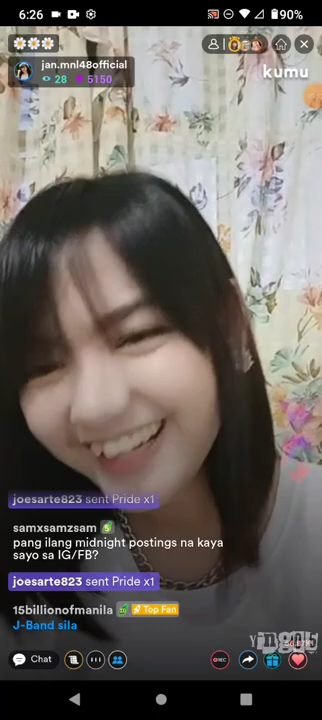 6:26
90%
jan.mnl48official
28 5150
kumu
joesarte823 sent Pride x1
samxsamzsam
pang ilang midnight postings na kaya
sayo sa IG/FB?
joesarte823 sent Pride x1
15billionofmanila Top Fan
J-Band sila
Chat
REC